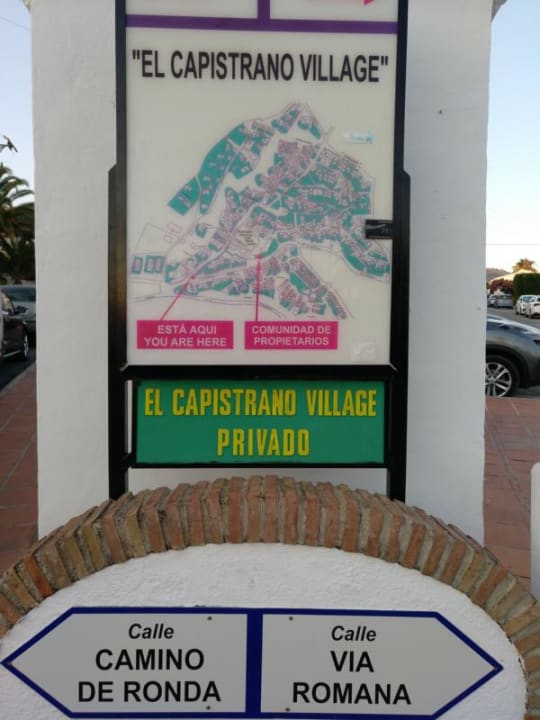 "EL CAPISTRANO VILLAGE"
ESTÁ AQUI
YOU ARE HERE
COMUNIDAD DE
PROPIETARIOS
EL CAPISTRANO VILLAGE
PRIVADO
Calle
CAMINO
DE RONDA
Calle
VIA
ROMANA